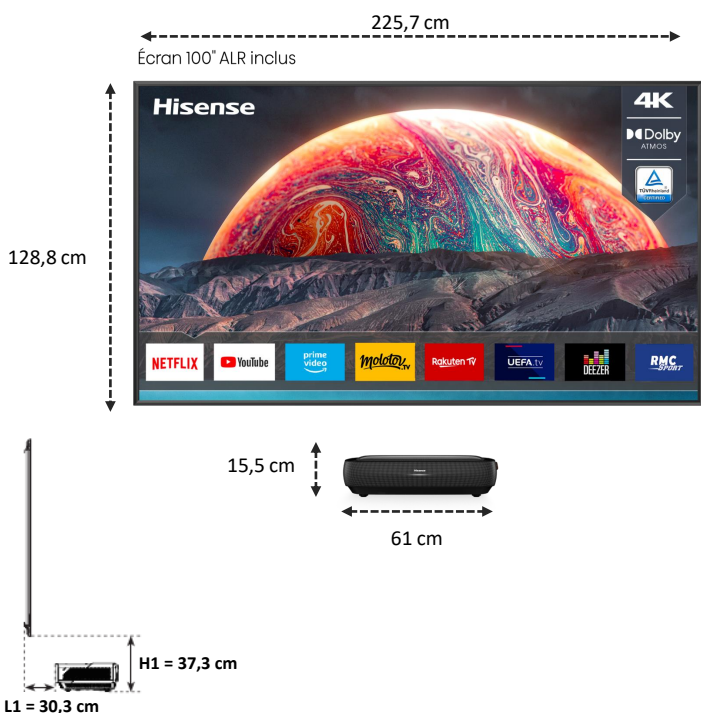 225,7 cm
Écran 100" ALR inclus
Hisense
4K
Dolby
ATMOS
TÜVRheinland
CERTIFIED
128,8 cm
NETFLIX
YouTube
prime
video
molotov.tv
Rakuten TV
UEFA.tv
DEEZER
RMC
SPORT
15,5 cm
Hisense
61 cm
H1 = 37,3 cm
L1 = 30,3 cm